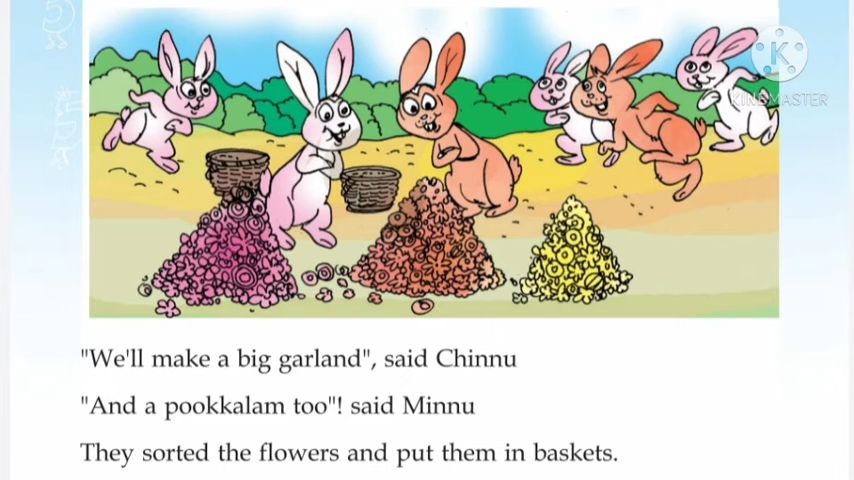 K
KINEMASTER
"We'll make a big garland", said Chinnu
"And a pookkalam too"! said Minnu
They sorted the flowers and put them in baskets.